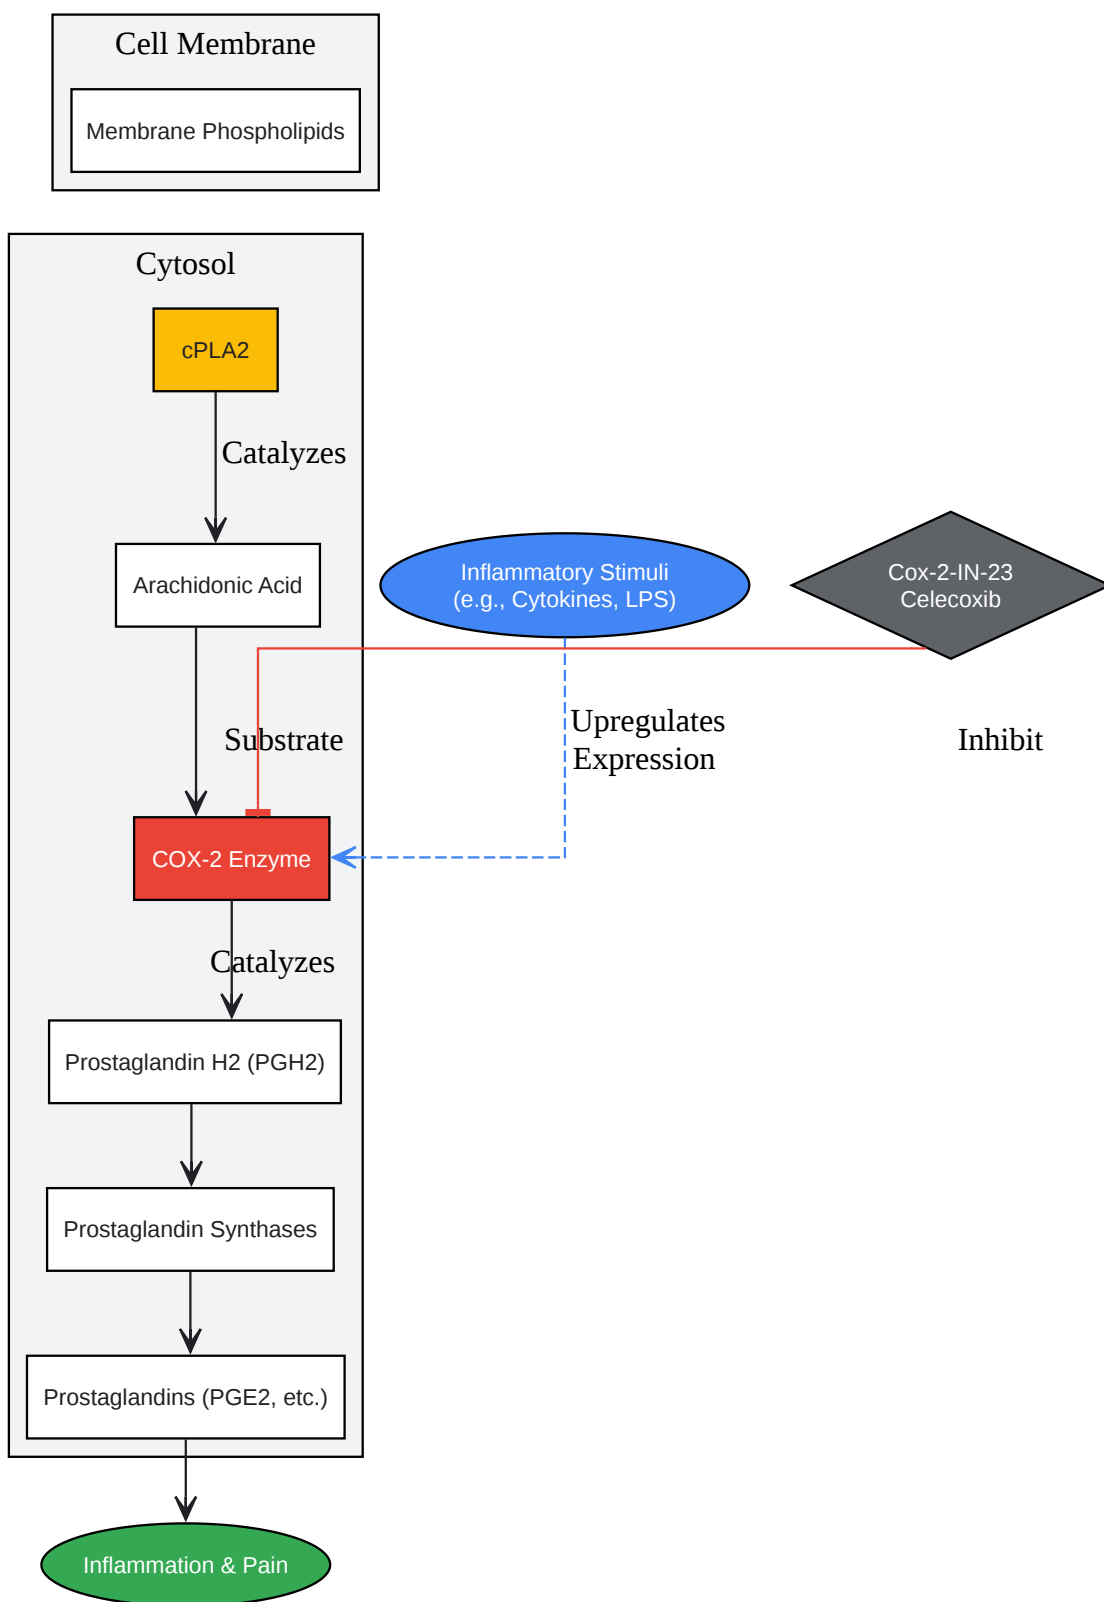 Cell Membrane
Membrane Phospholipids
Cytosol
cPLA2
Catalyzes
Arachidonic Acid
Inflammatory Stimuli
(e.g., Cytokines, LPS)
Cox-2-IN-23
Celecoxib
Substrate
Upregulates
Expression
Inhibit
COX-2 Enzyme
Catalyzes
Prostaglandin H2 (PGH2)
Prostaglandin Synthases
Prostaglandins (PGE2, etc.)
Inflammation & Pain